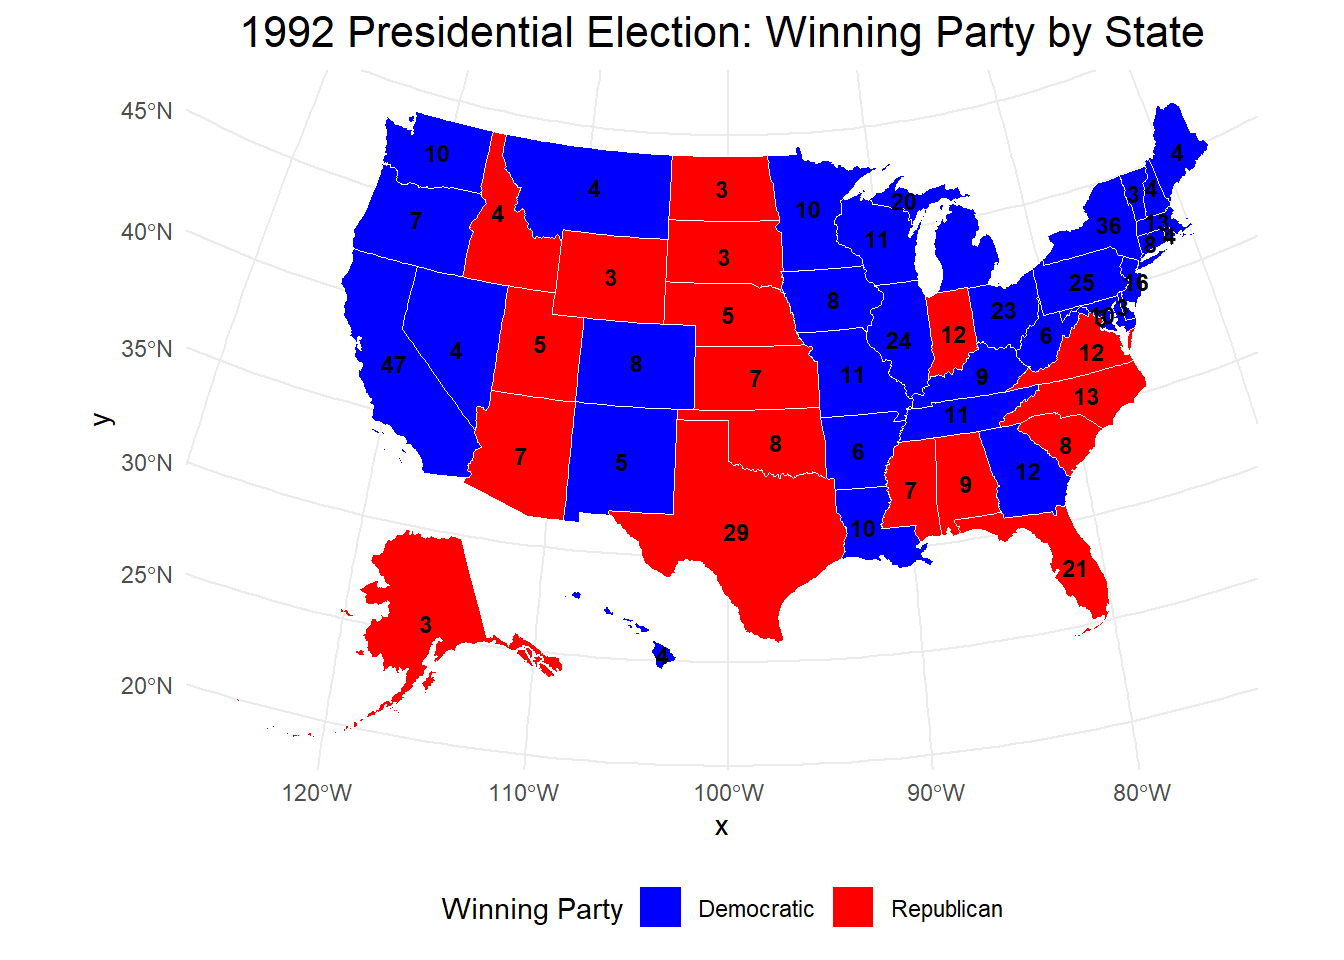 1992 Presidential Election: Winning Party by State
45°N
40°N
35°N
30°N
25°N
20°N
y
10
4
3
10
20
3
4
4
7
4
11
36
13
4
8
3
3
8
25
16
5
23
3
10
47
4
5
8
7
11
24
12
6
12
9
13
7
5
8
6
11
8
7
9
12
29
10
21
3
4
120°W
110°W
100°W
90°W
80°W
x
Winning Party
Democratic
Republican